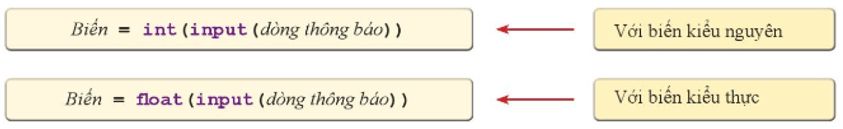 Biến = int(input(dòng thông báo)) Với biến kiểu nguyên
Biến = float(input(dòng thông báo)) Với biến kiểu thực